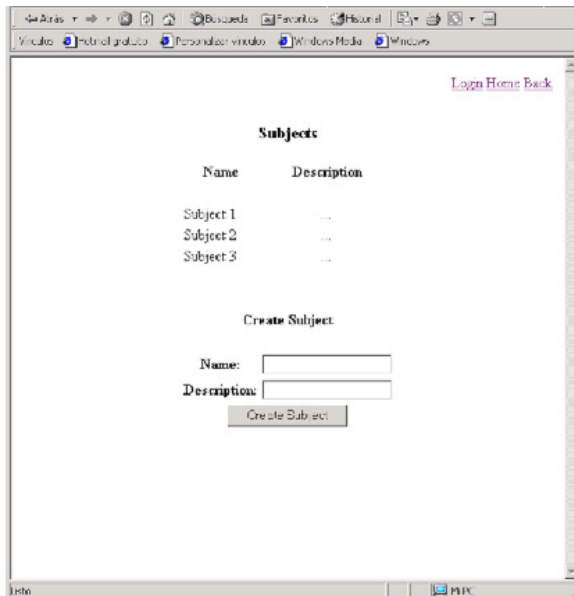 Atrás Búsqueda Favoritos Historial
Vínculos Hotmail gratuito Personalizar vínculos Windows Media Windows
Login Home Back
Subjects
Name Description
Subject 1 ...
Subject 2 ...
Subject 3 ...
Create Subject
Name:
Description:
Create Subject
Listo Mi PC